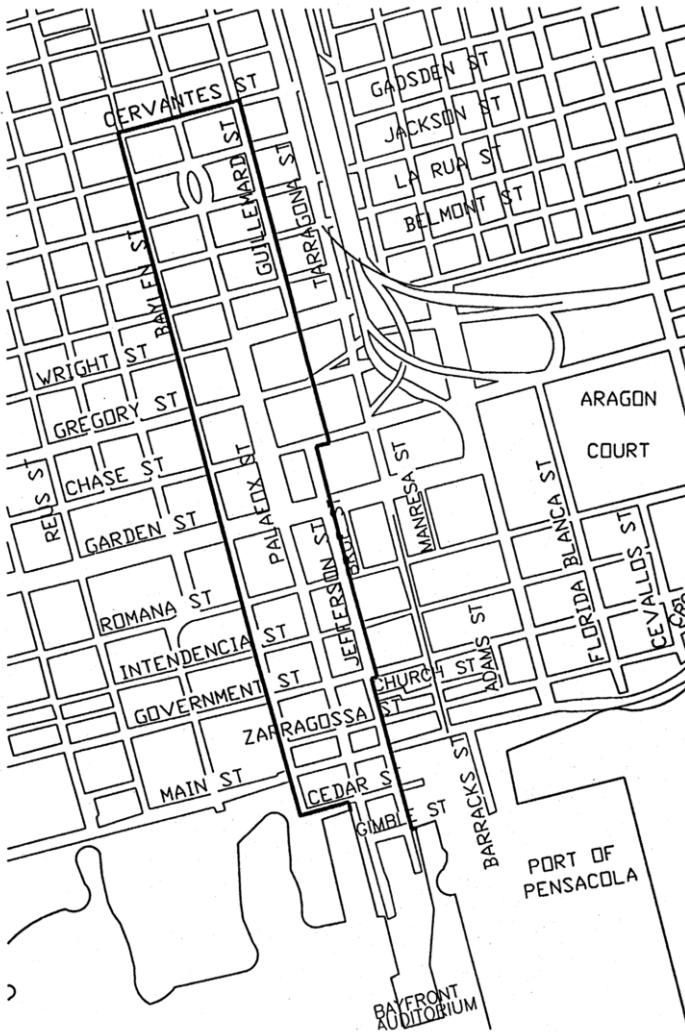 CERVANTES ST
GADSDEN ST
JACKSON ST
LA RUA ST
BELMONT ST
GUILLEMARD ST
TARRAGONA ST
BAYLEN ST
WRIGHT ST
GREGORY ST
CHASE ST
REUS ST
GARDEN ST
PALAFOX ST
ARAGON
COURT
MANRESA ST
FLORIDA BLANCA ST
CEVALLOS ST
JEFFERSON ST
ROMANA ST
INTENDENCIA ST
GOVERNMENT ST
CHURCH ST
ADAMS ST
ZARRAGOSSA ST
MAIN ST
CEDAR ST
GIMBLE ST
BARRACKS ST
PORT OF
PENSACOLA
BAYFRONT
AUDITORIUM